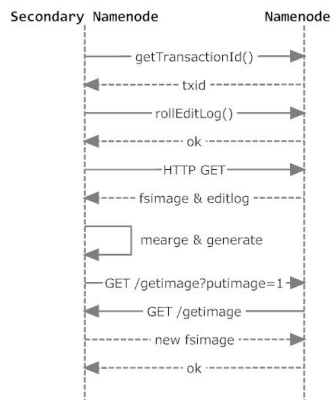 Secondary Namenode Namenode
getTransactionId()
txid
rollEditLog()
ok
HTTP GET
fsimage & editlog
mearge & generate
GET /getimage?putimage=1
GET /getimage
new fsimage
ok